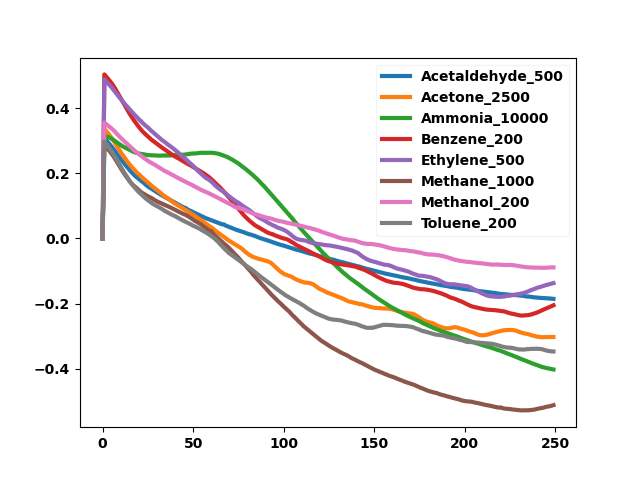 Acetaldehyde_500
Acetone_2500
Ammonia_10000
Benzene_200
Ethylene_500
Methane_1000
Methanol_200
Toluene_200
0.4
0.2
0.0
−0.2
−0.4
0 50 100 150 200 250